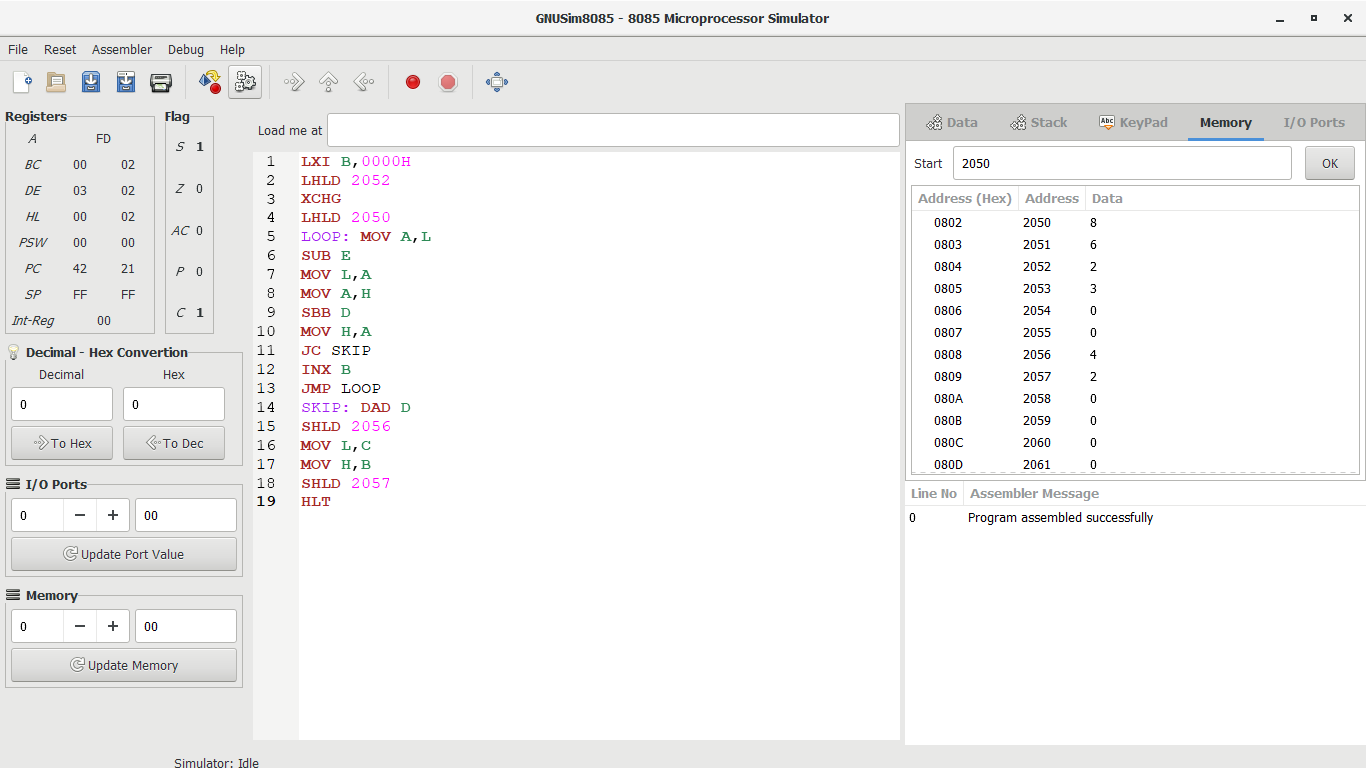 GNUSim8085 - 8085 Microprocessor Simulator
File Reset Assembler Debug Help
Registers
A FD
BC 00 02
DE 03 02
HL 00 02
PSW 00 00
PC 42 21
SP FF FF
Int-Reg 00
Flag
S 1
Z 0
AC 0
P 0
C 1
Decimal - Hex Convertion
Decimal Hex
0 0
To Hex To Dec
I/O Ports
0 − + 00
Update Port Value
Memory
0 − + 00
Update Memory
Load me at
1 LXI B,0000H
2 LHLD 2052
3 XCHG
4 LHLD 2050
5 LOOP: MOV A,L
6 SUB E
7 MOV L,A
8 MOV A,H
9 SBB D
10 MOV H,A
11 JC SKIP
12 INX B
13 JMP LOOP
14 SKIP: DAD D
15 SHLD 2056
16 MOV L,C
17 MOV H,B
18 SHLD 2057
19 HLT
Data Stack Abc KeyPad Memory I/O Ports
Start 2050 OK
Address (Hex) Address Data
0802 2050 8
0803 2051 6
0804 2052 2
0805 2053 3
0806 2054 0
0807 2055 0
0808 2056 4
0809 2057 2
080A 2058 0
080B 2059 0
080C 2060 0
080D 2061 0
Line No Assembler Message
0 Program assembled successfully
Simulator: Idle